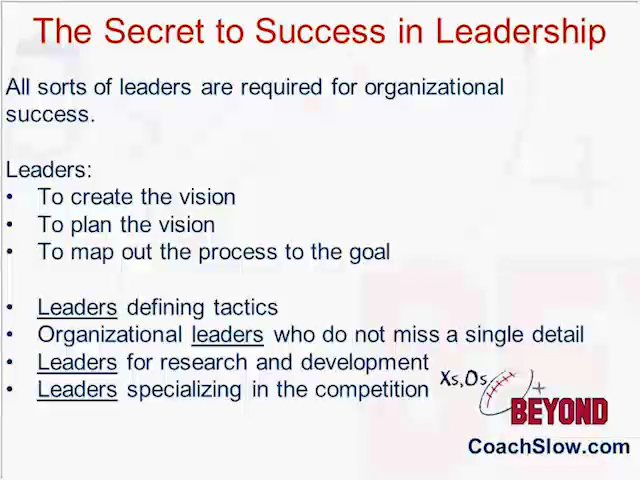 The Secret to Success in Leadership
All sorts of leaders are required for organizational
success.
Leaders:
• To create the vision
• To plan the vision
• To map out the process to the goal
• Leaders defining tactics
• Organizational leaders who do not miss a single detail
• Leaders for research and development
• Leaders specializing in the competition
Xs,Os +
BEYOND
CoachSlow.com